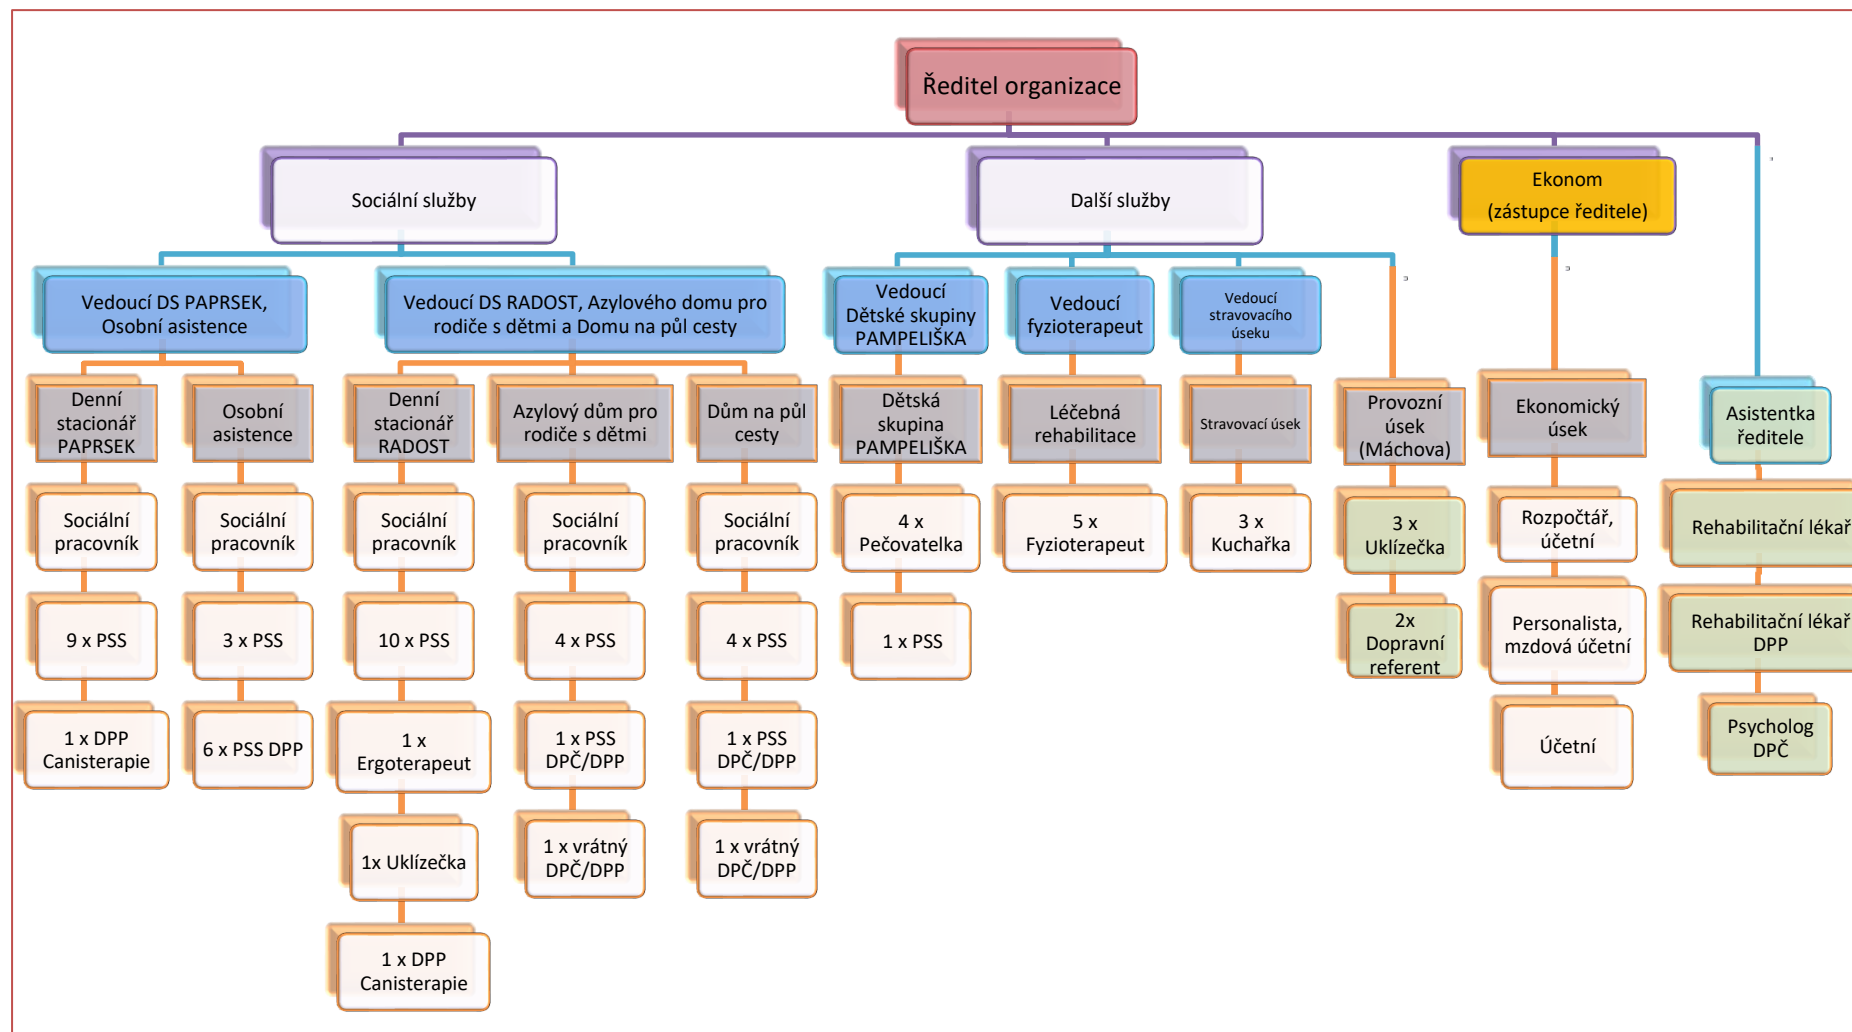 Ředitel organizace
Sociální služby
Další služby
Ekonom
(zástupce ředitele)
Vedoucí DS PAPRSEK,
Osobní asistence
Vedoucí DS RADOST, Azylového domu pro
rodiče s dětmi a Domu na půl cesty
Vedoucí
Dětské skupiny
PAMPELIŠKA
Vedoucí
fyzioterapeut
Vedoucí
stravovacího
úseku
Denní
stacionář
PAPRSEK
Osobní
asistence
Denní
stacionář
RADOST
Azylový dům pro
rodiče s dětmi
Dům na půl
cesty
Dětská
skupina
PAMPELIŠKA
Léčebná
rehabilitace
Stravovací úsek
Provozní
úsek
(Máchova)
Ekonomický
úsek
Asistentka
ředitele
Sociální
pracovník
Sociální
pracovník
Sociální
pracovník
Sociální
pracovník
Sociální
pracovník
4 x
Pečovatelka
5 x
Fyzioterapeut
3 x
Kuchařka
3 x
Uklízečka
Rozpočtář,
účetní
Rehabilitační lékař
9 x PSS
3 x PSS
10 x PSS
4 x PSS
4 x PSS
1 x PSS
2x
Dopravní
referent
Personalista,
mzdová účetní
Rehabilitační lékař
DPP
1 x DPP
Canisterapie
6 x PSS DPP
1 x
Ergoterapeut
1 x PSS
DPČ/DPP
1 x PSS
DPČ/DPP
Účetní
Psycholog
DPČ
1x Uklízečka
1 x vrátný
DPČ/DPP
1 x vrátný
DPČ/DPP
1 x DPP
Canisterapie